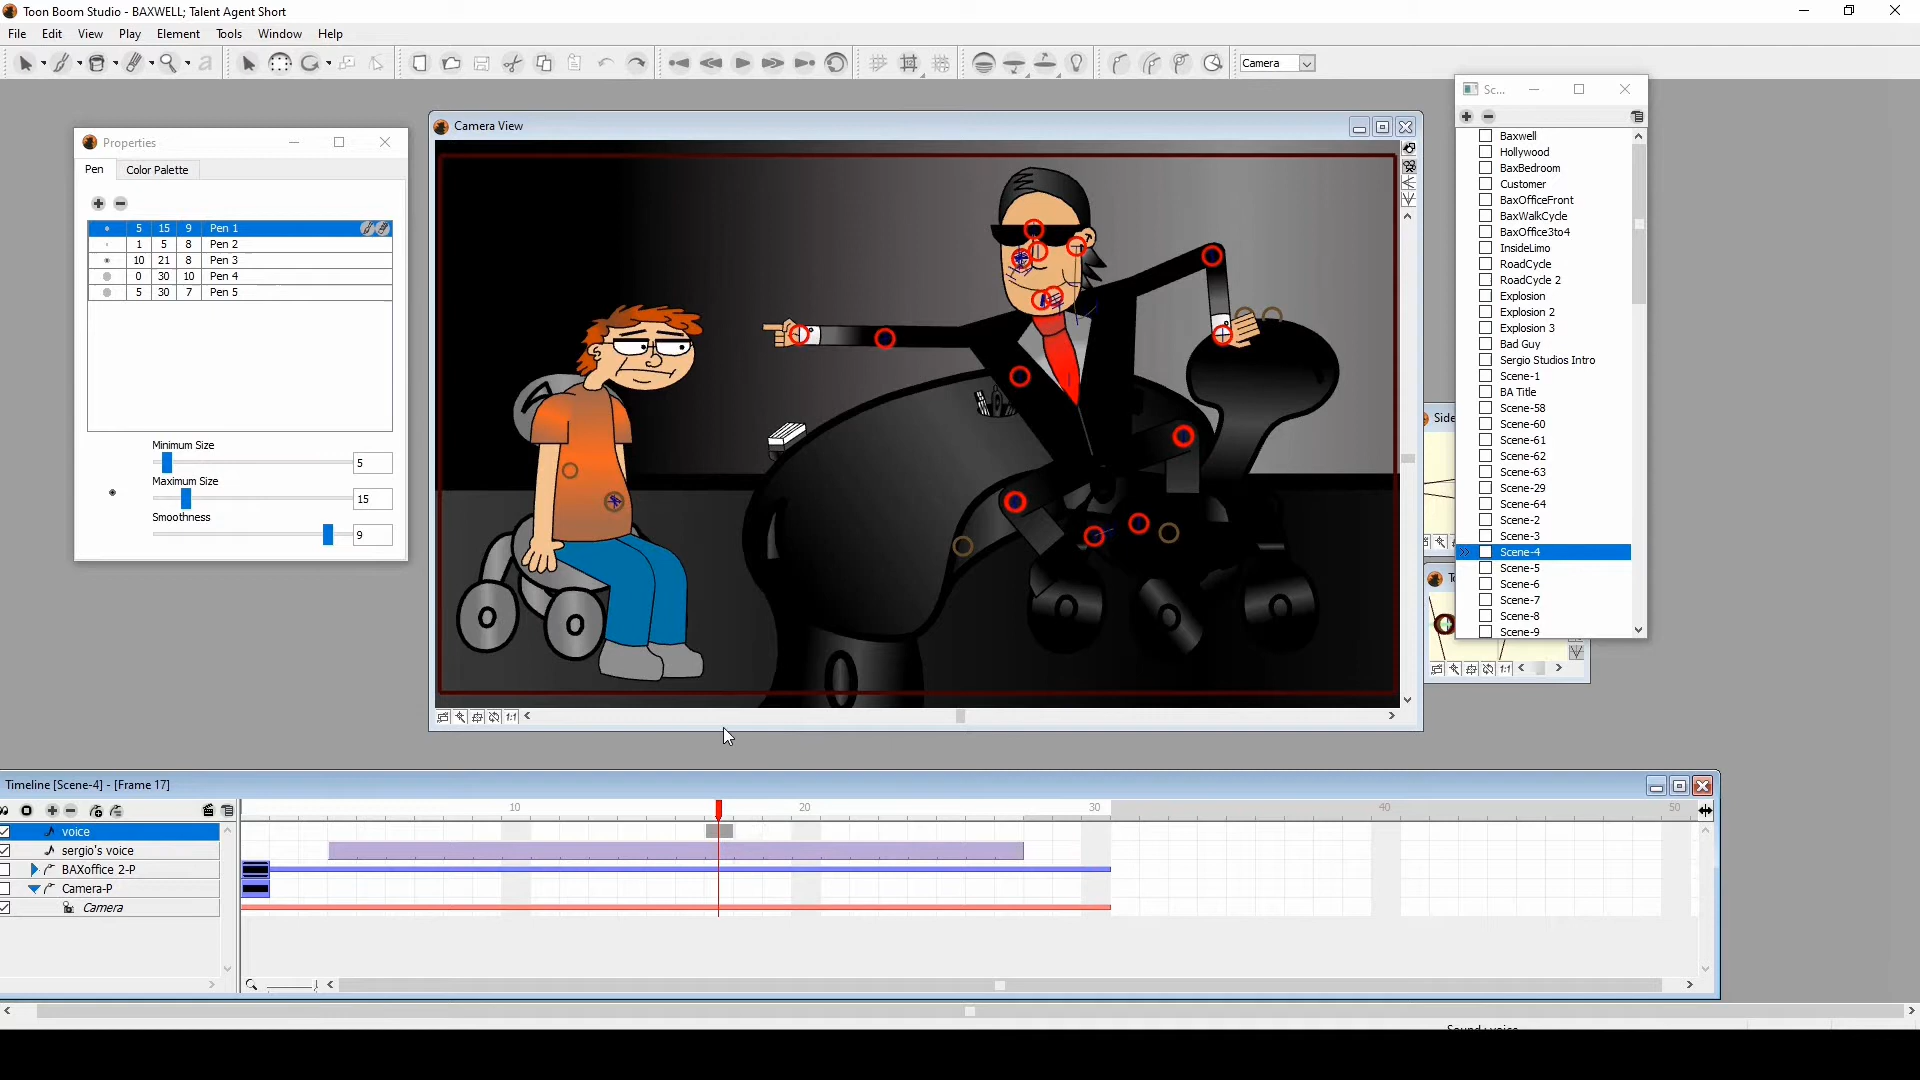 Toon Boom Studio - BAXWELL; Talent Agent Short
File Edit View Play Element Tools Window Help
Camera
Properties
Pen Color Palette
5 15 9 Pen 1
1 5 8 Pen 2
10 21 8 Pen 3
0 30 10 Pen 4
5 30 7 Pen 5
Minimum Size
5
Maximum Size
15
Smoothness
9
Camera View
1:1
Side
1:1
Sc...
Baxwell
Hollywood
BaxBedroom
Customer
BaxOfficeFront
BaxWalkCycle
BaxOffice3to4
InsideLimo
RoadCycle
RoadCycle 2
Explosion
Explosion 2
Explosion 3
Bad Guy
Sergio Studios Intro
Scene-1
BA Title
Scene-58
Scene-60
Scene-61
Scene-62
Scene-63
Scene-29
Scene-64
Scene-2
Scene-3
Scene-4
Scene-5
Scene-6
Scene-7
Scene-8
Scene-9
Timeline [Scene-4] - [Frame 17]
10 20 30 40 50
voice
sergio's voice
BAXoffice 2-P
Camera-P
Camera